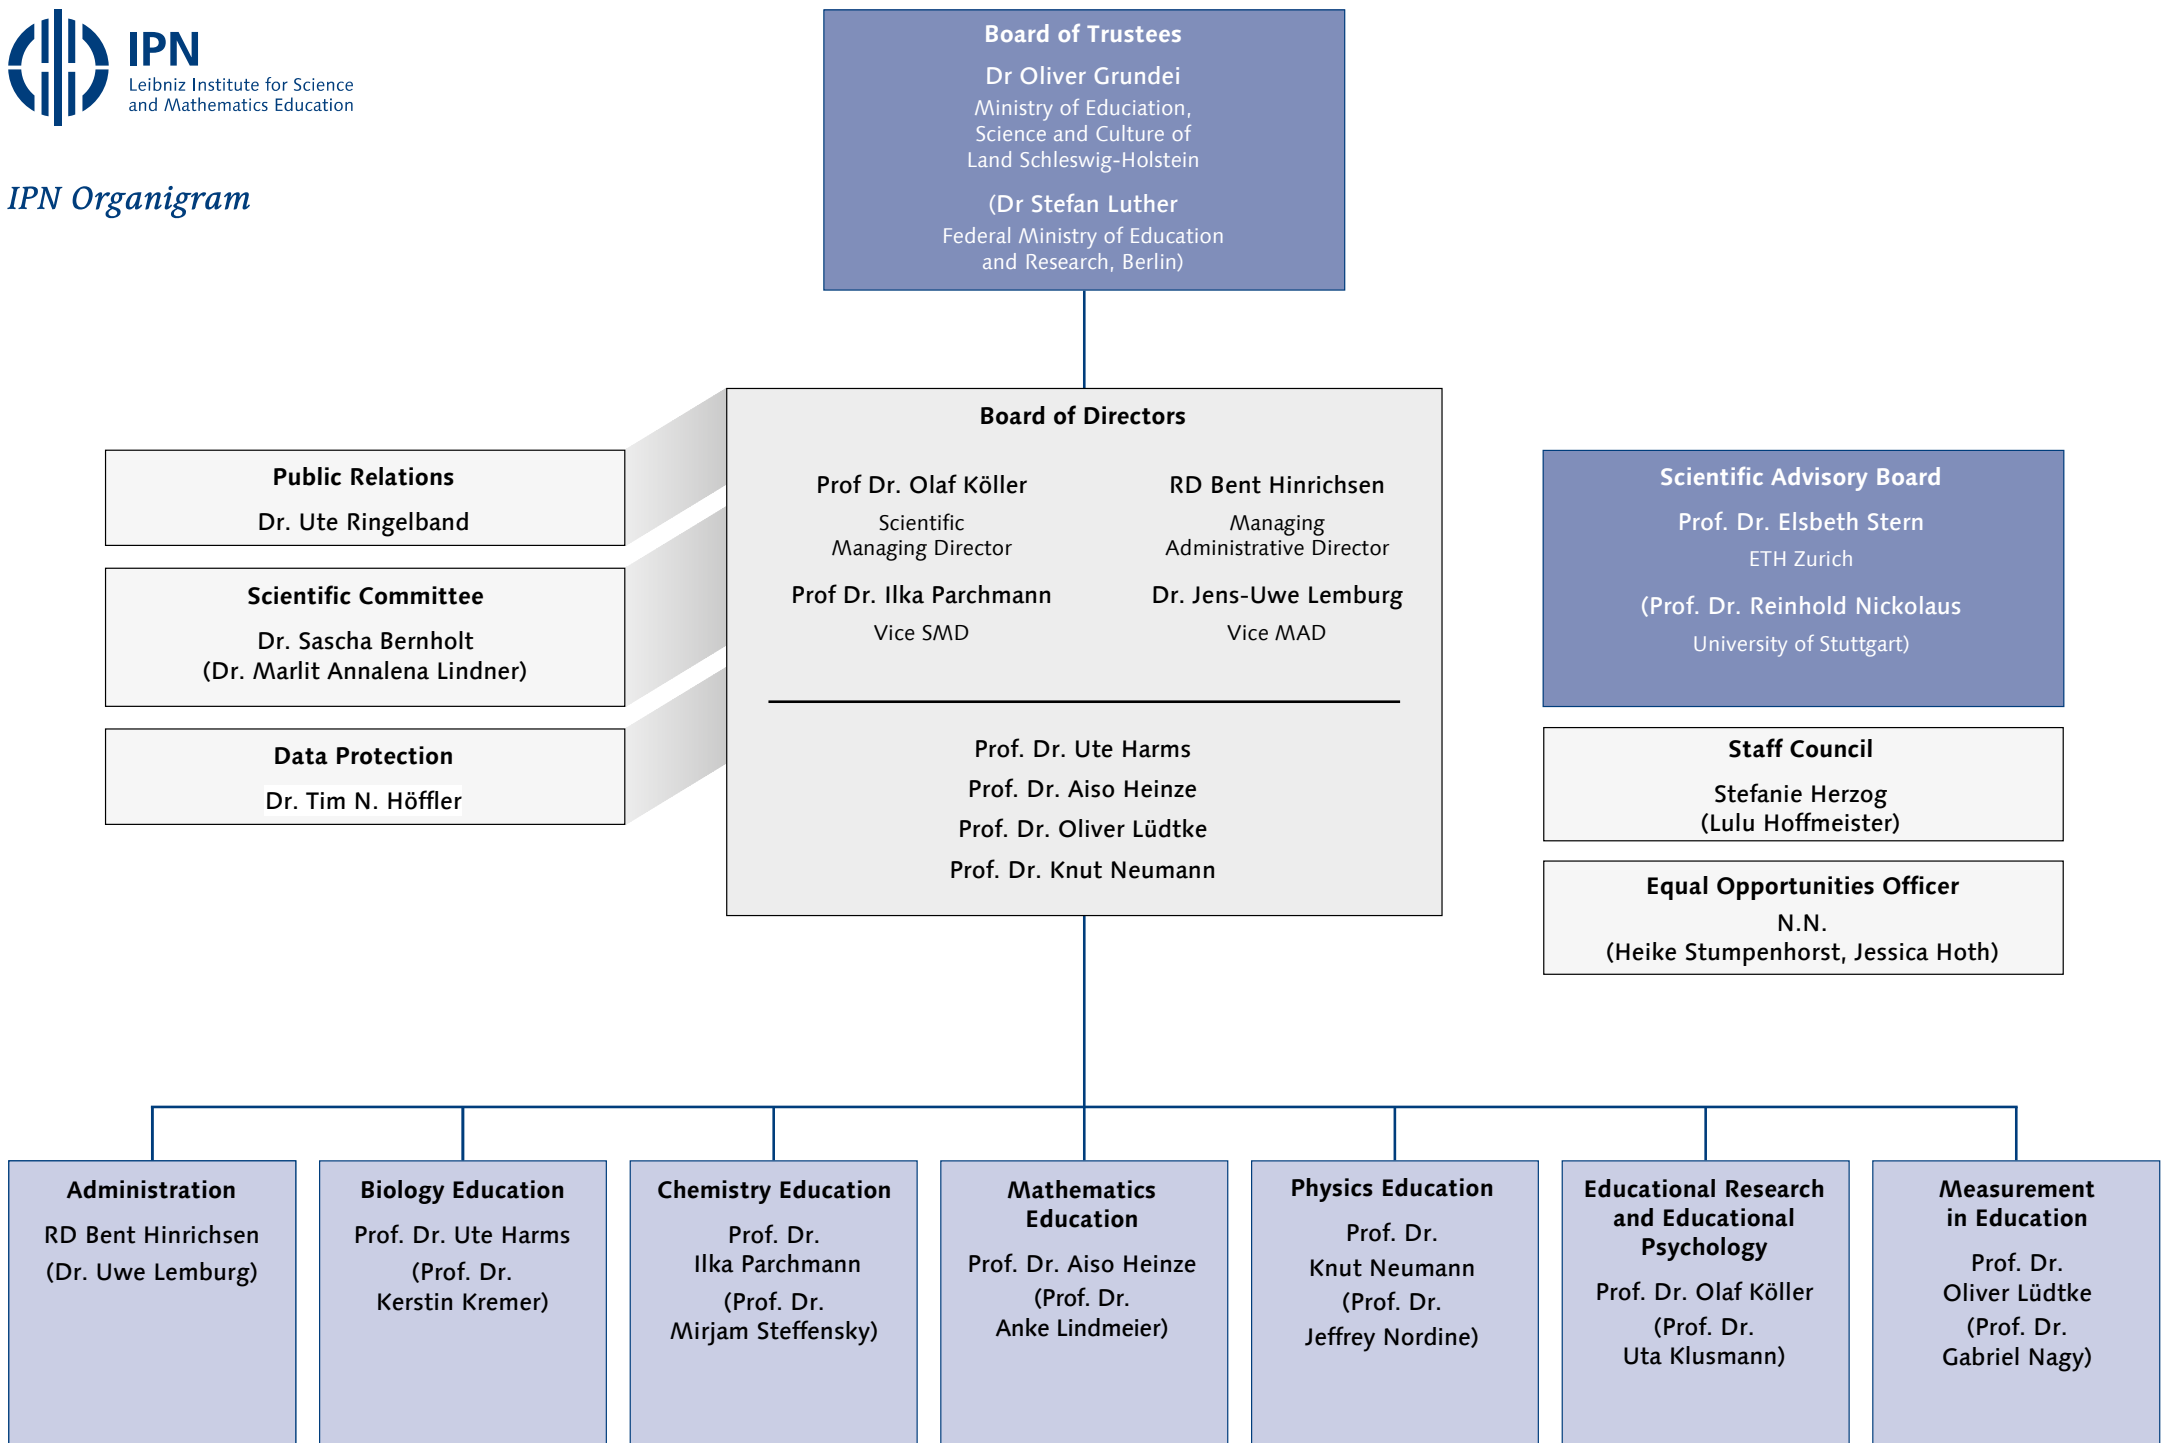 IPN
Leibniz Institute for Science
and Mathematics Education
IPN Organigram
Board of Trustees
Dr Oliver Grundei
Ministry of Educiation,
Science and Culture of
Land Schleswig-Holstein
(Dr Stefan Luther
Federal Ministry of Education
and Research, Berlin)
Public Relations
Dr. Ute Ringelband
Scientific Committee
Dr. Sascha Bernholt
(Dr. Marlit Annalena Lindner)
Data Protection
Dr. Tim N. Höffler
Board of Directors
Prof Dr. Olaf Köller
Scientific
Managing Director
Prof Dr. Ilka Parchmann
Vice SMD
RD Bent Hinrichsen
Managing
Administrative Director
Dr. Jens-Uwe Lemburg
Vice MAD
Prof. Dr. Ute Harms
Prof. Dr. Aiso Heinze
Prof. Dr. Oliver Lüdtke
Prof. Dr. Knut Neumann
Scientific Advisory Board
Prof. Dr. Elsbeth Stern
ETH Zurich
(Prof. Dr. Reinhold Nickolaus
University of Stuttgart)
Staff Council
Stefanie Herzog
(Lulu Hoffmeister)
Equal Opportunities Officer
N.N.
(Heike Stumpenhorst, Jessica Hoth)
Administration
RD Bent Hinrichsen
(Dr. Uwe Lemburg)
Biology Education
Prof. Dr. Ute Harms
(Prof. Dr.
Kerstin Kremer)
Chemistry Education
Prof. Dr.
Ilka Parchmann
(Prof. Dr.
Mirjam Steffensky)
Mathematics
Education
Prof. Dr. Aiso Heinze
(Prof. Dr.
Anke Lindmeier)
Physics Education
Prof. Dr.
Knut Neumann
(Prof. Dr.
Jeffrey Nordine)
Educational Research
and Educational
Psychology
Prof. Dr. Olaf Köller
(Prof. Dr.
Uta Klusmann)
Measurement
in Education
Prof. Dr.
Oliver Lüdtke
(Prof. Dr.
Gabriel Nagy)